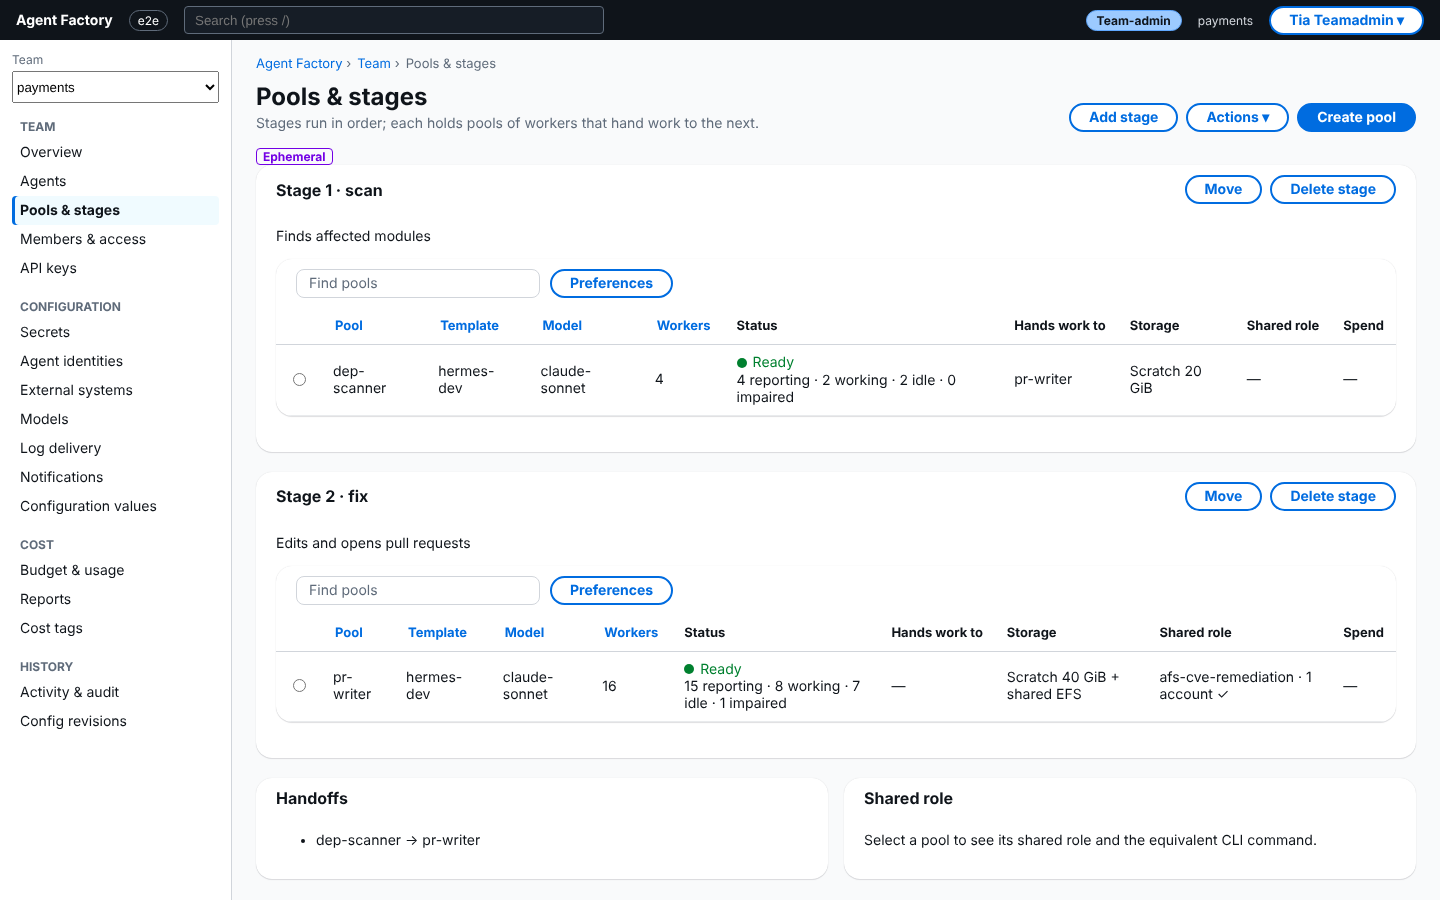 Agent Factory e2e Search (press /) Team-admin payments Tia Teamadmin ▾
Team
payments
TEAM
Overview
Agents
Pools & stages
Members & access
API keys
CONFIGURATION
Secrets
Agent identities
External systems
Models
Log delivery
Notifications
Configuration values
COST
Budget & usage
Reports
Cost tags
HISTORY
Activity & audit
Config revisions
Agent Factory › Team › Pools & stages
Pools & stages
Stages run in order; each holds pools of workers that hand work to the next.
Add stage Actions ▾ Create pool
Ephemeral
Stage 1 · scan Move Delete stage
Finds affected modules
Find pools Preferences
Pool Template Model Workers Status Hands work to Storage Shared role Spend
dep-scanner hermes-dev claude-sonnet 4 Ready 4 reporting · 2 working · 2 idle · 0 impaired pr-writer Scratch 20 GiB — —
Stage 2 · fix Move Delete stage
Edits and opens pull requests
Find pools Preferences
Pool Template Model Workers Status Hands work to Storage Shared role Spend
pr-writer hermes-dev claude-sonnet 16 Ready 15 reporting · 8 working · 7 idle · 1 impaired — Scratch 40 GiB + shared EFS afs-cve-remediation · 1 account ✓ —
Handoffs
• dep-scanner → pr-writer
Shared role
Select a pool to see its shared role and the equivalent CLI command.